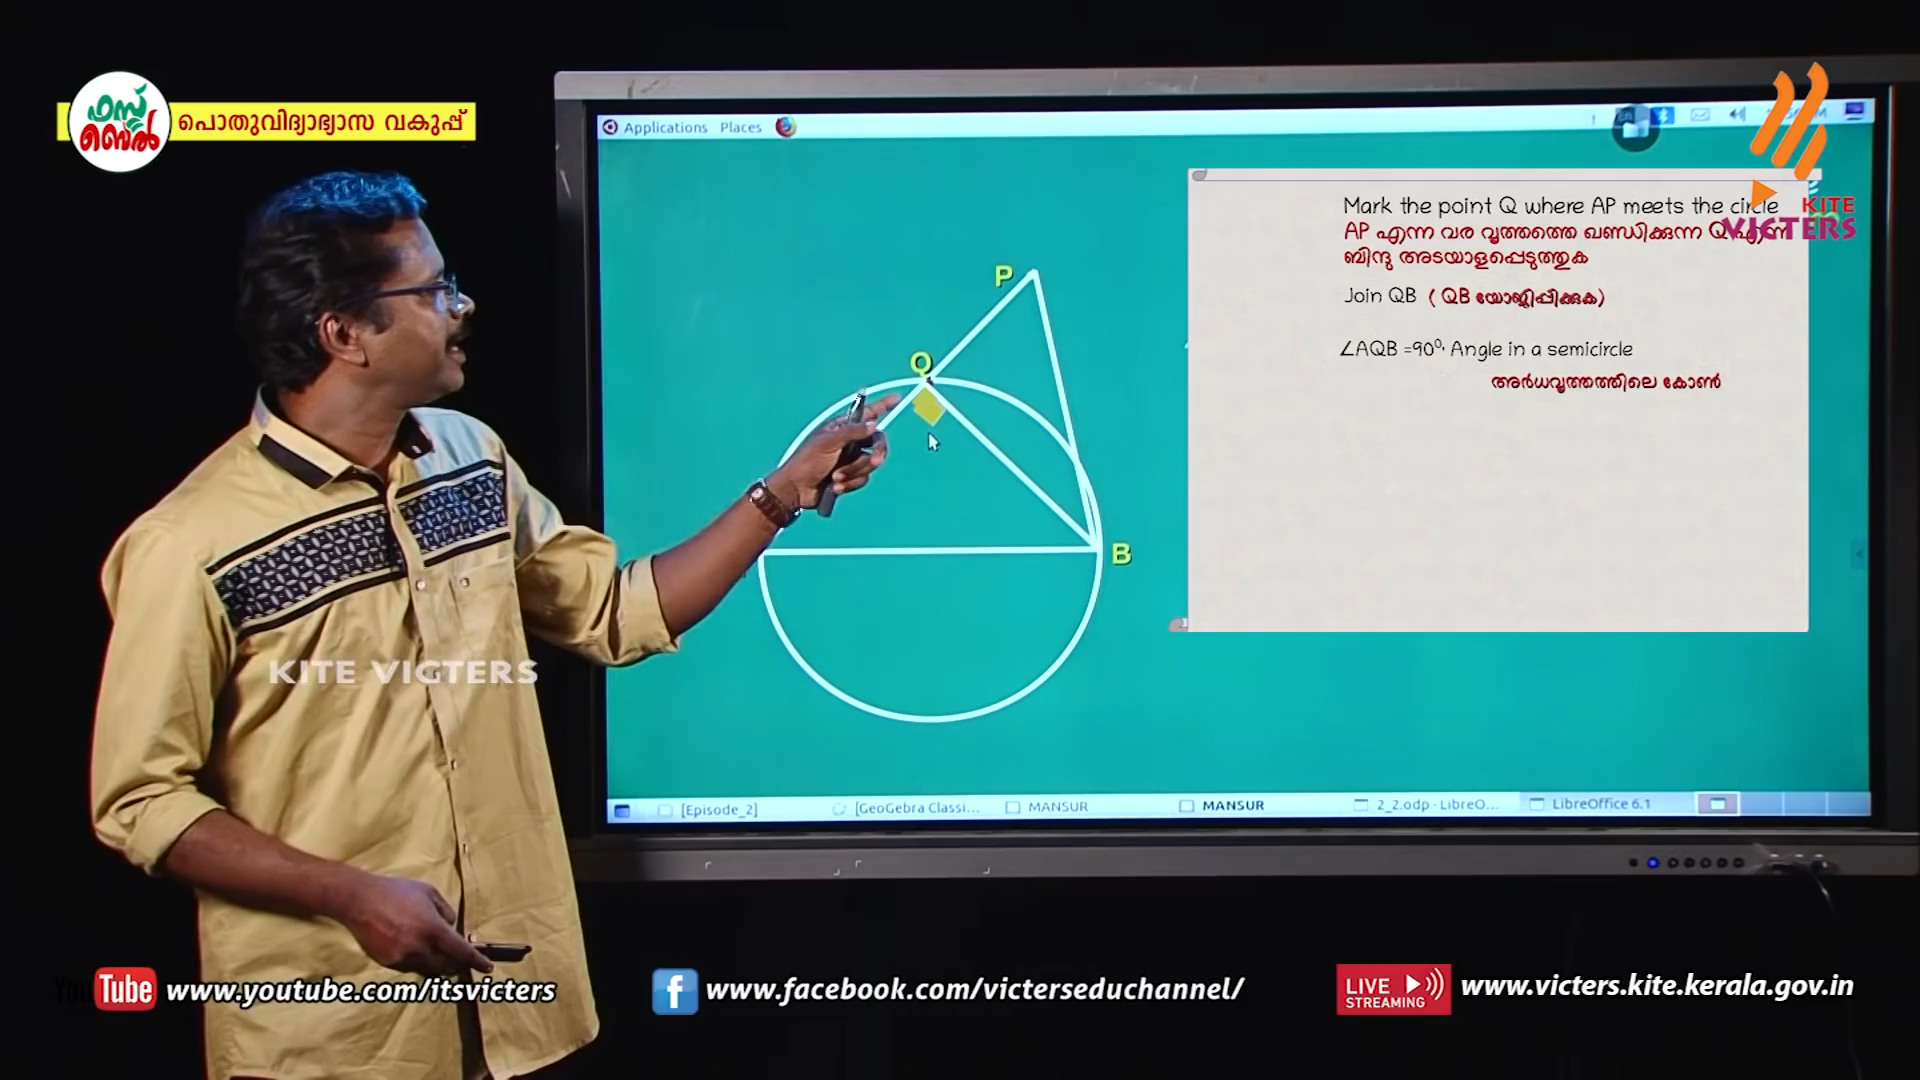 ഫസ്റ്റ്
ബെൽ
പൊതുവിദ്യാഭ്യാസ വകുപ്പ്
Applications Places
KITE
VICTERS
Mark the point Q where AP meets the circle
AP എന്ന വര വൃത്തത്തെ ഖണ്ഡിക്കുന്ന Q എന്ന
ബിന്ദു അടയാളപ്പെടുത്തുക
Join QB ( QB യോജിപ്പിക്കുക)
∠AQB =90⁰· Angle in a semicircle
അർധവൃത്തത്തിലെ കോൺ
P
Q
B
KITE VICTERS
[Episode_2] [GeoGebra Classi... MANSUR MANSUR 2_2.odp - LibreO... LibreOffice 6.1
YouTube www.youtube.com/itsvicters
f www.facebook.com/victerseduchannel/
LIVE
STREAMING
www.victers.kite.kerala.gov.in